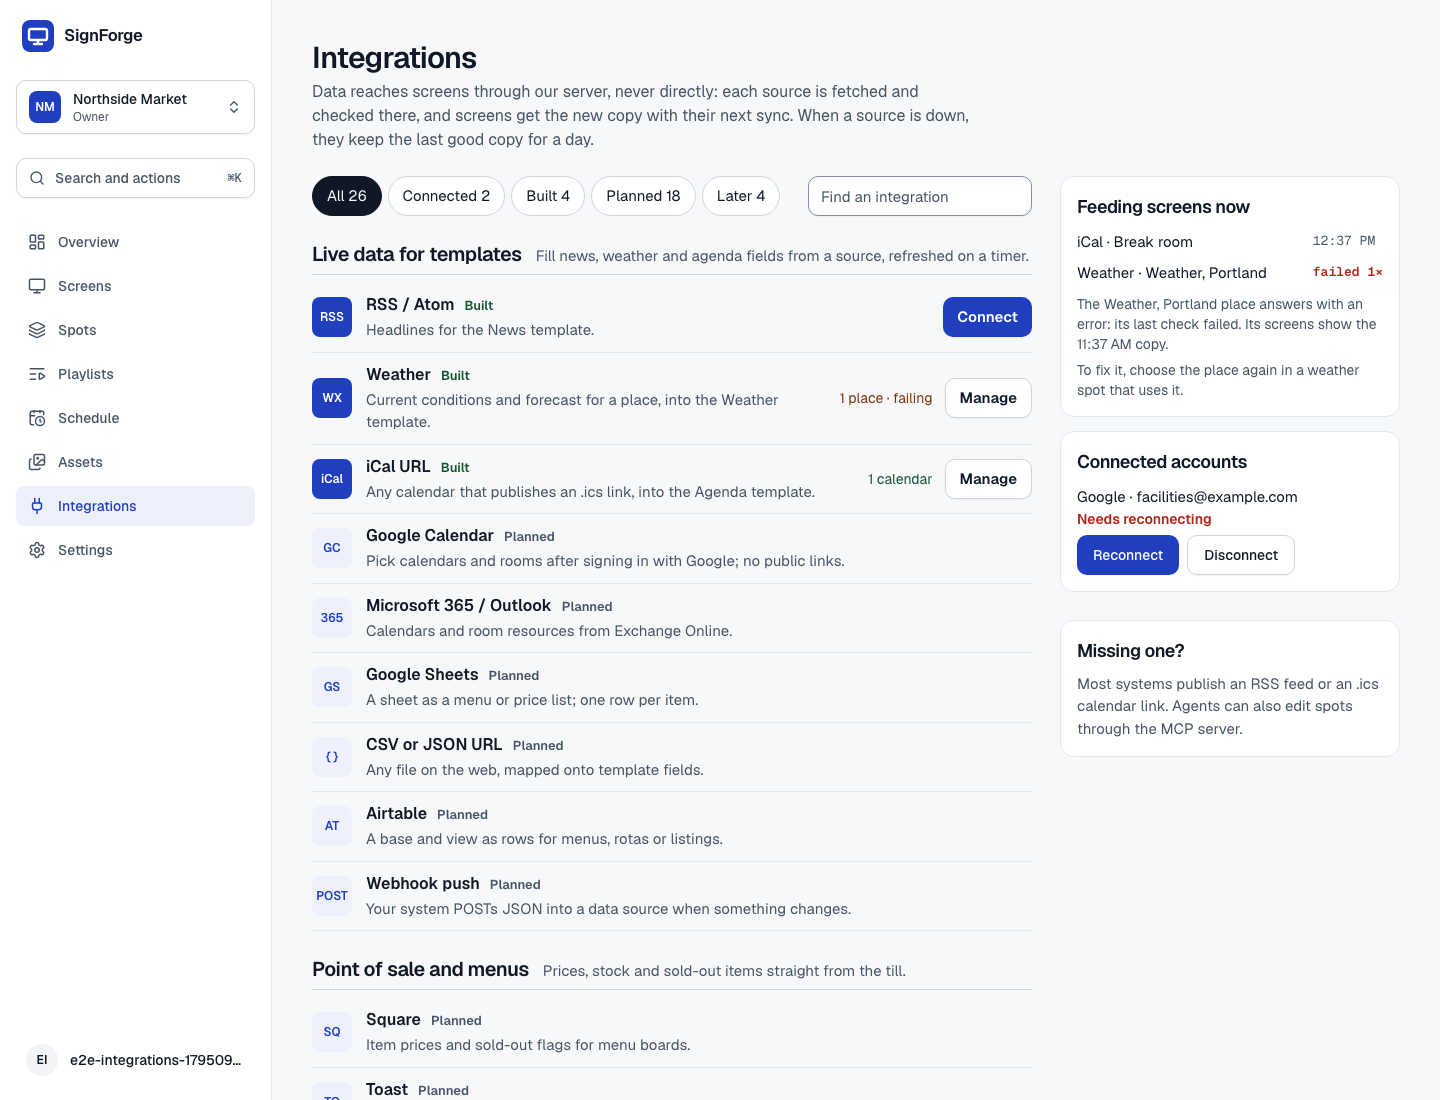 SignForge
NM
Northside Market
Owner
Search and actions
⌘K
Overview
Screens
Spots
Playlists
Schedule
Assets
Integrations
Settings
EI
e2e-integrations-179509…
Integrations
Data reaches screens through our server, never directly: each source is fetched and
checked there, and screens get the new copy with their next sync. When a source is down,
they keep the last good copy for a day.
All 26
Connected 2
Built 4
Planned 18
Later 4
Find an integration
Live data for templates
Fill news, weather and agenda fields from a source, refreshed on a timer.
RSS
RSS / Atom Built
Headlines for the News template.
Connect
WX
Weather Built
Current conditions and forecast for a place, into the Weather
template.
1 place · failing
Manage
iCal
iCal URL Built
Any calendar that publishes an .ics link, into the Agenda template.
1 calendar
Manage
GC
Google Calendar Planned
Pick calendars and rooms after signing in with Google; no public links.
365
Microsoft 365 / Outlook Planned
Calendars and room resources from Exchange Online.
GS
Google Sheets Planned
A sheet as a menu or price list; one row per item.
{}
CSV or JSON URL Planned
Any file on the web, mapped onto template fields.
AT
Airtable Planned
A base and view as rows for menus, rotas or listings.
POST
Webhook push Planned
Your system POSTs JSON into a data source when something changes.
Point of sale and menus
Prices, stock and sold-out items straight from the till.
SQ
Square Planned
Item prices and sold-out flags for menu boards.
Toast Planned
Feeding screens now
iCal · Break room
12:37 PM
Weather · Weather, Portland
failed 1×
The Weather, Portland place answers with an
error: its last check failed. Its screens show the
11:37 AM copy.
To fix it, choose the place again in a weather
spot that uses it.
Connected accounts
Google · facilities@example.com
Needs reconnecting
Reconnect
Disconnect
Missing one?
Most systems publish an RSS feed or an .ics
calendar link. Agents can also edit spots
through the MCP server.